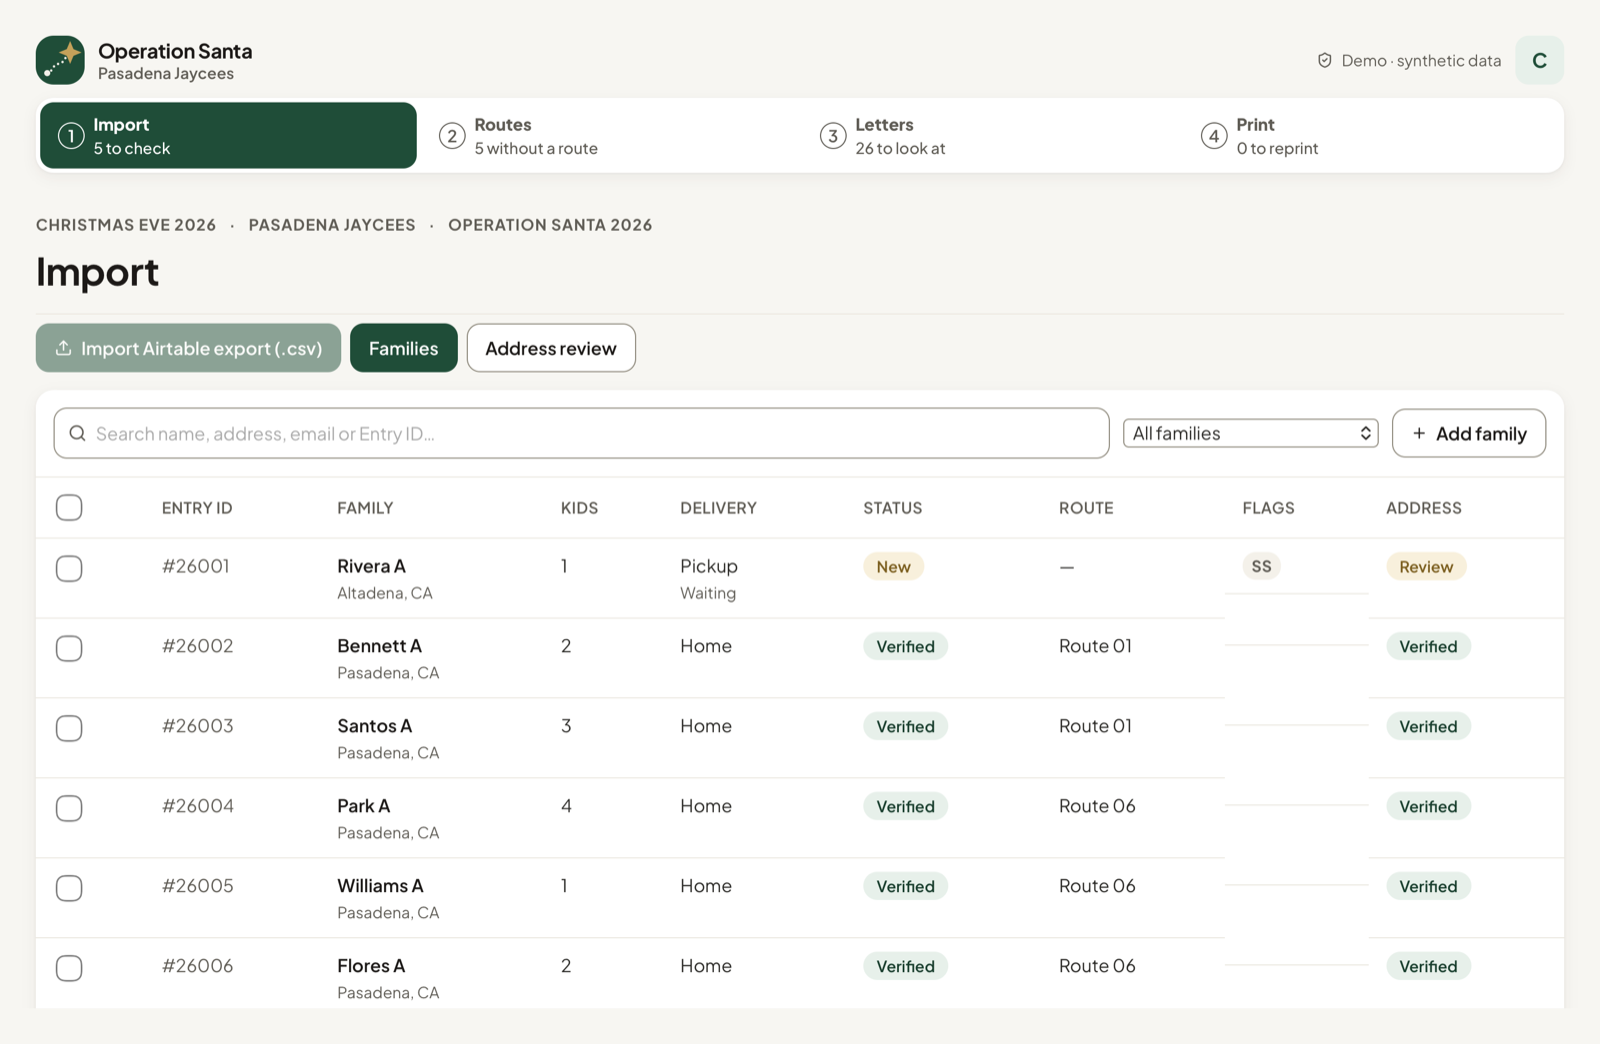 Operation Santa
Pasadena Jaycees
Demo · synthetic data
C
1
Import
5 to check
2
Routes
5 without a route
3
Letters
26 to look at
4
Print
0 to reprint
CHRISTMAS EVE 2026 · PASADENA JAYCEES · OPERATION SANTA 2026
Import
Import Airtable export (.csv)
Families
Address review
Search name, address, email or Entry ID...
All families
+ Add family
ENTRY ID FAMILY KIDS DELIVERY STATUS ROUTE FLAGS ADDRESS
#26001 Rivera A 1 Pickup New — SS Review
Altadena, CA Waiting
#26002 Bennett A 2 Home Verified Route 01 Verified
Pasadena, CA
#26003 Santos A 3 Home Verified Route 01 Verified
Pasadena, CA
#26004 Park A 4 Home Verified Route 06 Verified
Pasadena, CA
#26005 Williams A 1 Home Verified Route 06 Verified
Pasadena, CA
#26006 Flores A 2 Home Verified Route 06 Verified
Pasadena, CA